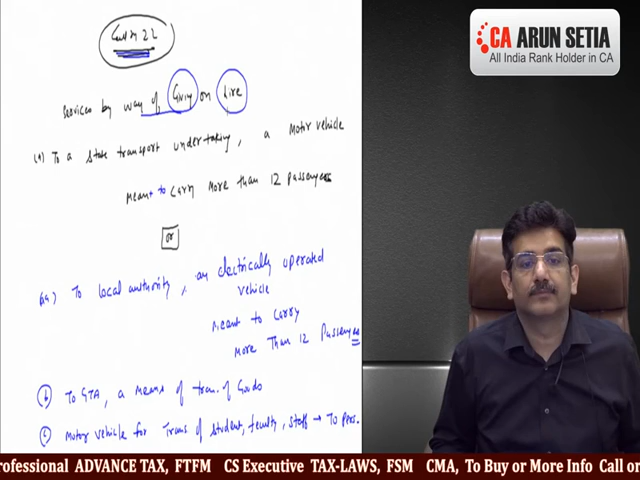 CA ARUN SETIA
All India Rank Holder in CA
22
Services by way of Giving on Hire
(a) To a state transport undertaking, a Motor vehicle
Meant to Carry More than 12 Passengers
or
(aa) To local authority, an electrically operated
vehicle
Meant to Carry
More Than 12 Passengers
(b) To GTA, a means of tran. of Goods
(c) Motor vehicle for Trans of student, faculty, staff → To Pers.
rofessional ADVANCE TAX, FTFM CS Executive TAX-LAWS, FSM CMA, To Buy or More Info Call or